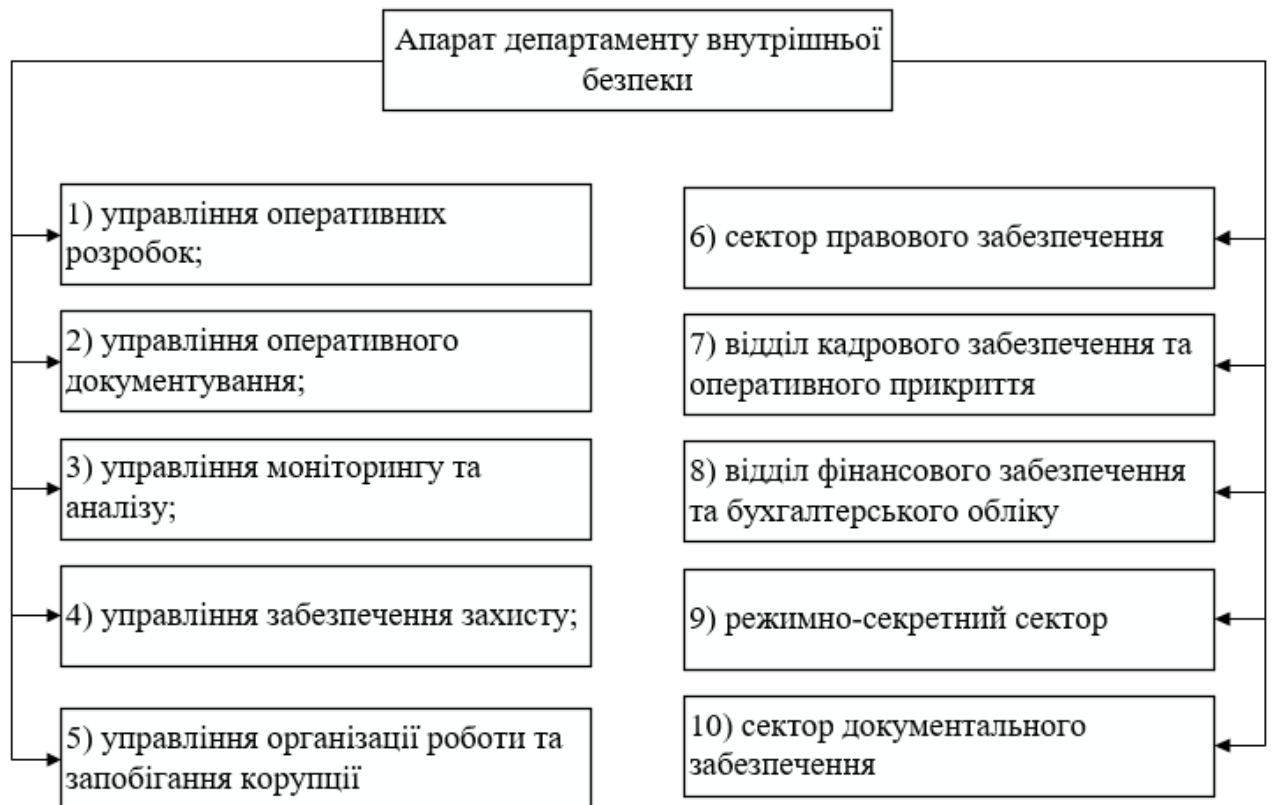 Апарат департаменту внутрішньої
безпеки
1) управління оперативних
розробок;
2) управління оперативного
документування;
3) управління моніторингу та
аналізу;
4) управління забезпечення захисту;
5) управління організації роботи та
запобігання корупції
6) сектор правового забезпечення
7) відділ кадрового забезпечення та
оперативного прикриття
8) відділ фінансового забезпечення
та бухгалтерського обліку
9) режимно-секретний сектор
10) сектор документального
забезпечення